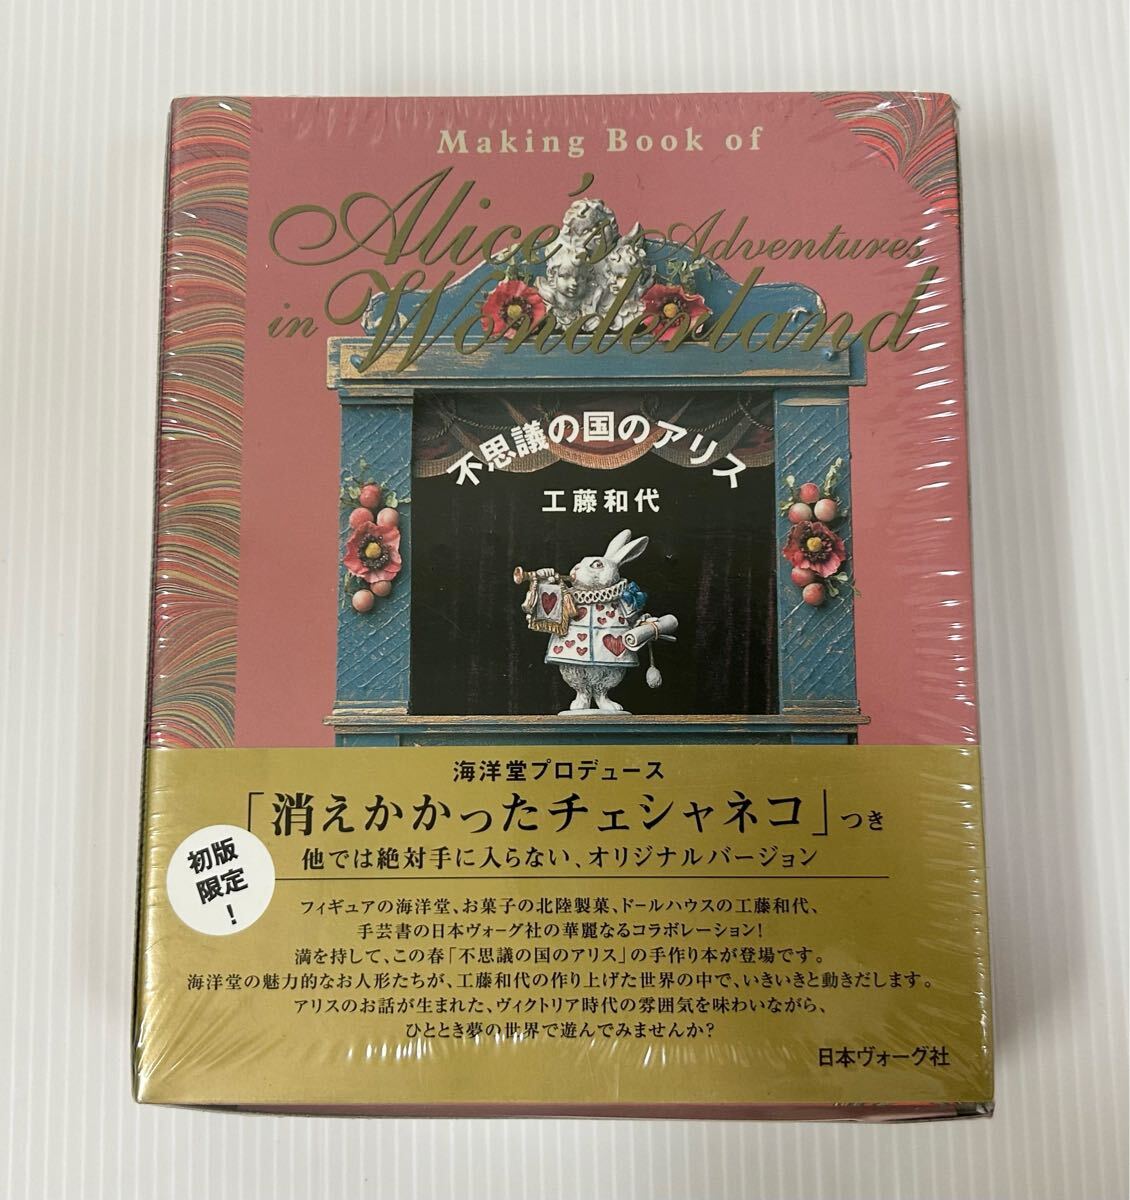 Making Book of
Alice's Adventures
in Wonderland
不思議の国のアリス
工藤和代
海洋堂プロデュース
「消えかかったチェシャネコ」つき
他では絶対手に入らない、オリジナルバージョン
初版
限定!
フィギュアの海洋堂、お菓子の北陸製菓、ドールハウスの工藤和代、
手芸書の日本ヴォーグ社の華麗なるコラボレーション!
満を持して、この春「不思議の国のアリス」の手作り本が登場です。
海洋堂の魅力的なお人形たちが、工藤和代の作り上げた世界の中で、いきいきと動きだします。
アリスのお話が生まれた、ヴィクトリア時代の雰囲気を味わいながら、
ひととき夢の世界で遊んでみませんか?
日本ヴォーグ社